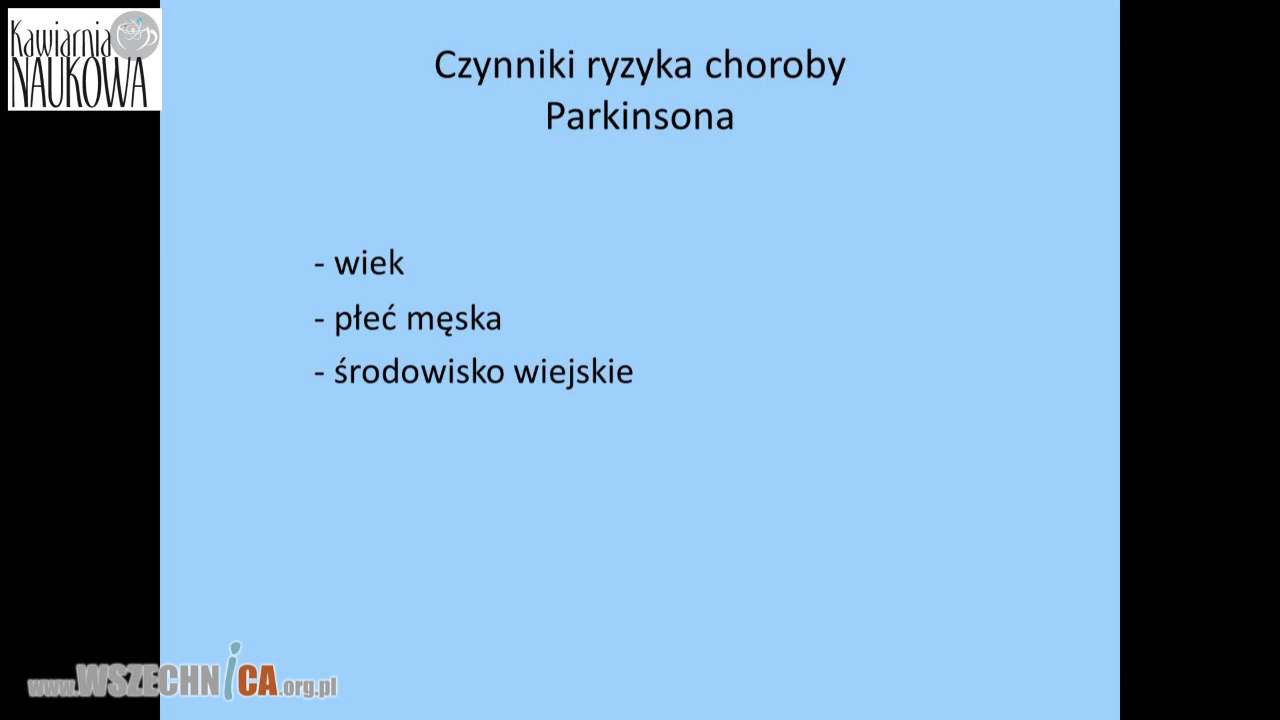 Kawiarnia
NAUKOWA
Czynniki ryzyka choroby
Parkinsona
- wiek
- płeć męska
- środowisko wiejskie
www.WSZECHNiCA.org.pl